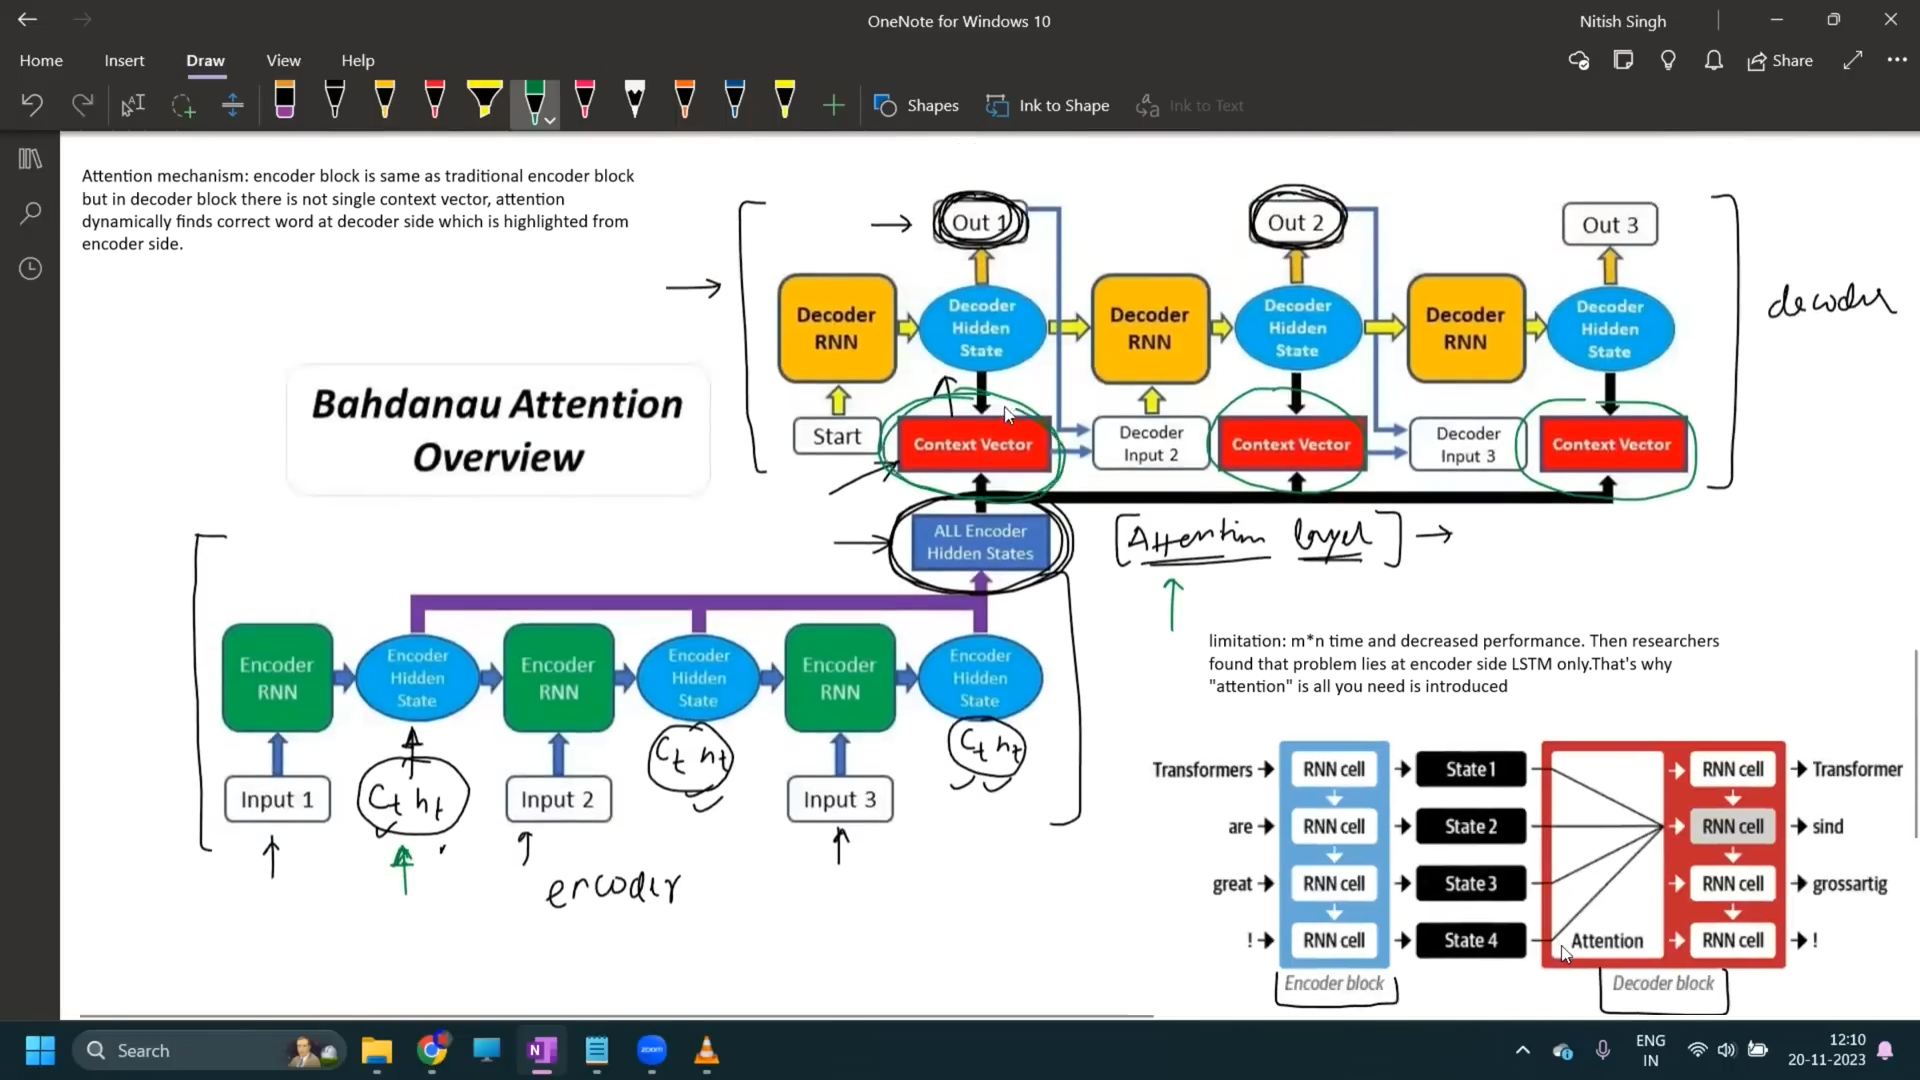 OneNote for Windows 10
Nitish Singh
Home
Insert
Draw
View
Help
Share
Shapes
Ink to Shape
Ink to Text
Attention mechanism: encoder block is same as traditional encoder block
but in decoder block there is not single context vector, attention
dynamically finds correct word at decoder side which is highlighted from
encoder side.
Out 1
Out 2
Out 3
Decoder
RNN
Decoder
Hidden
State
Decoder
RNN
Decoder
Hidden
State
Decoder
RNN
Decoder
Hidden
State
decoder
Start
Context Vector
Decoder
Input 2
Context Vector
Decoder
Input 3
Context Vector
Bahdanau Attention
Overview
ALL Encoder
Hidden States
[Attention layer]
Encoder
RNN
Encoder
Hidden
State
Encoder
RNN
Encoder
Hidden
State
Encoder
RNN
Encoder
Hidden
State
Input 1
Ct ht
Input 2
Ct ht
Input 3
Ct ht
encoder
limitation: m*n time and decreased performance. Then researchers
found that problem lies at encoder side LSTM only.That's why
"attention" is all you need is introduced
Transformers
RNN cell
State 1
RNN cell
Transformer
are
RNN cell
State 2
RNN cell
sind
great
RNN cell
State 3
RNN cell
grossartig
!
RNN cell
State 4
Attention
RNN cell
!
Encoder block
Decoder block
Search
N
zoom
ENG
IN
12:10
20-11-2023